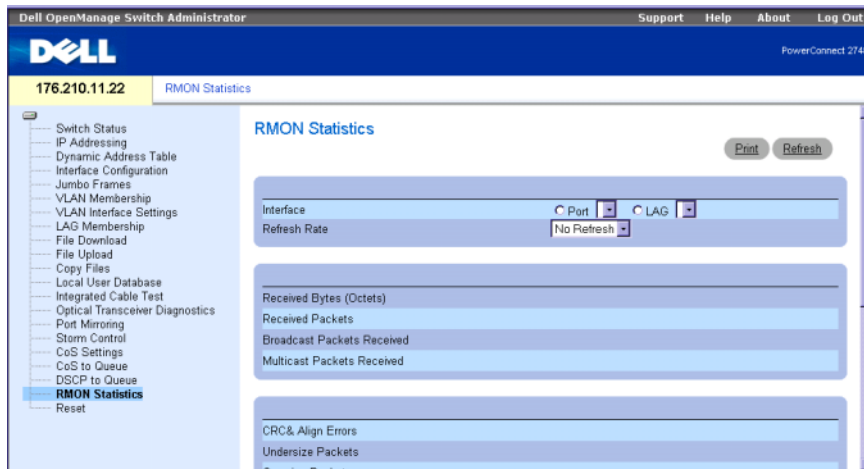 Dell OpenManage Switch Administrator
Support Help About Log Out
DELL
PowerConnect 274
176.210.11.22
RMON Statistics
Switch Status
IP Addressing
Dynamic Address Table
Interface Configuration
Jumbo Frames
VLAN Membership
VLAN Interface Settings
LAG Membership
File Download
File Upload
Copy Files
Local User Database
Integrated Cable Test
Optical Transceiver Diagnostics
Port Mirroring
Storm Control
CoS Settings
CoS to Queue
DSCP to Queue
RMON Statistics
Reset
RMON Statistics
Print Refresh
Interface Port LAG
Refresh Rate No Refresh
Received Bytes (Octets)
Received Packets
Broadcast Packets Received
Multicast Packets Received
CRC& Align Errors
Undersize Packets